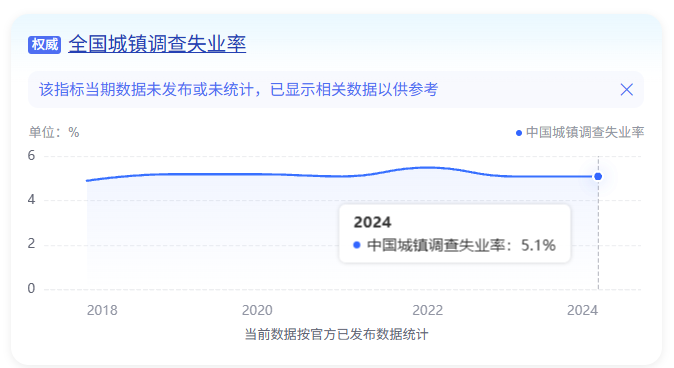 权威 全国城镇调查失业率
该指标当期数据未发布或未统计，已显示相关数据以供参考
单位：% 中国城镇调查失业率
6
4
2
0
2024
中国城镇调查失业率：5.1%
2018 2020 2022 2024
当前数据按官方已发布数据统计